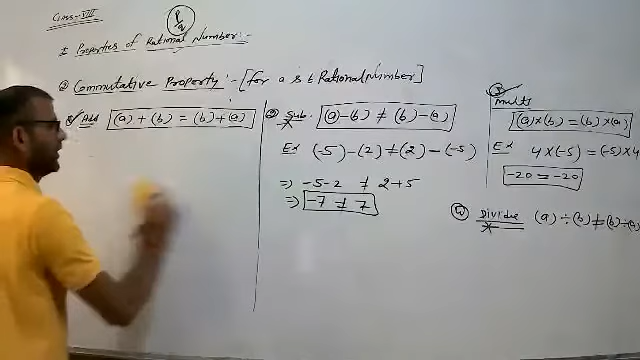 Class-VIII
P/q
± Properties of Rational Number:-
② Commutative Property:-[for a & b Rational Number]
① Add (a)+(b) = (b)+(a)
② Sub. (a)-(b) ≠ (b)-(a)
Ex (-5)-(2) ≠ (2)-(-5)
⇒ -5-2 ≠ 2+5
⇒ -7 ≠ 7
③ multi
(a)×(b) = (b)×(a)
Ex 4×(-5) = (-5)×4
-20 = -20
④ Divide (a)÷(b)≠(b)÷(a)